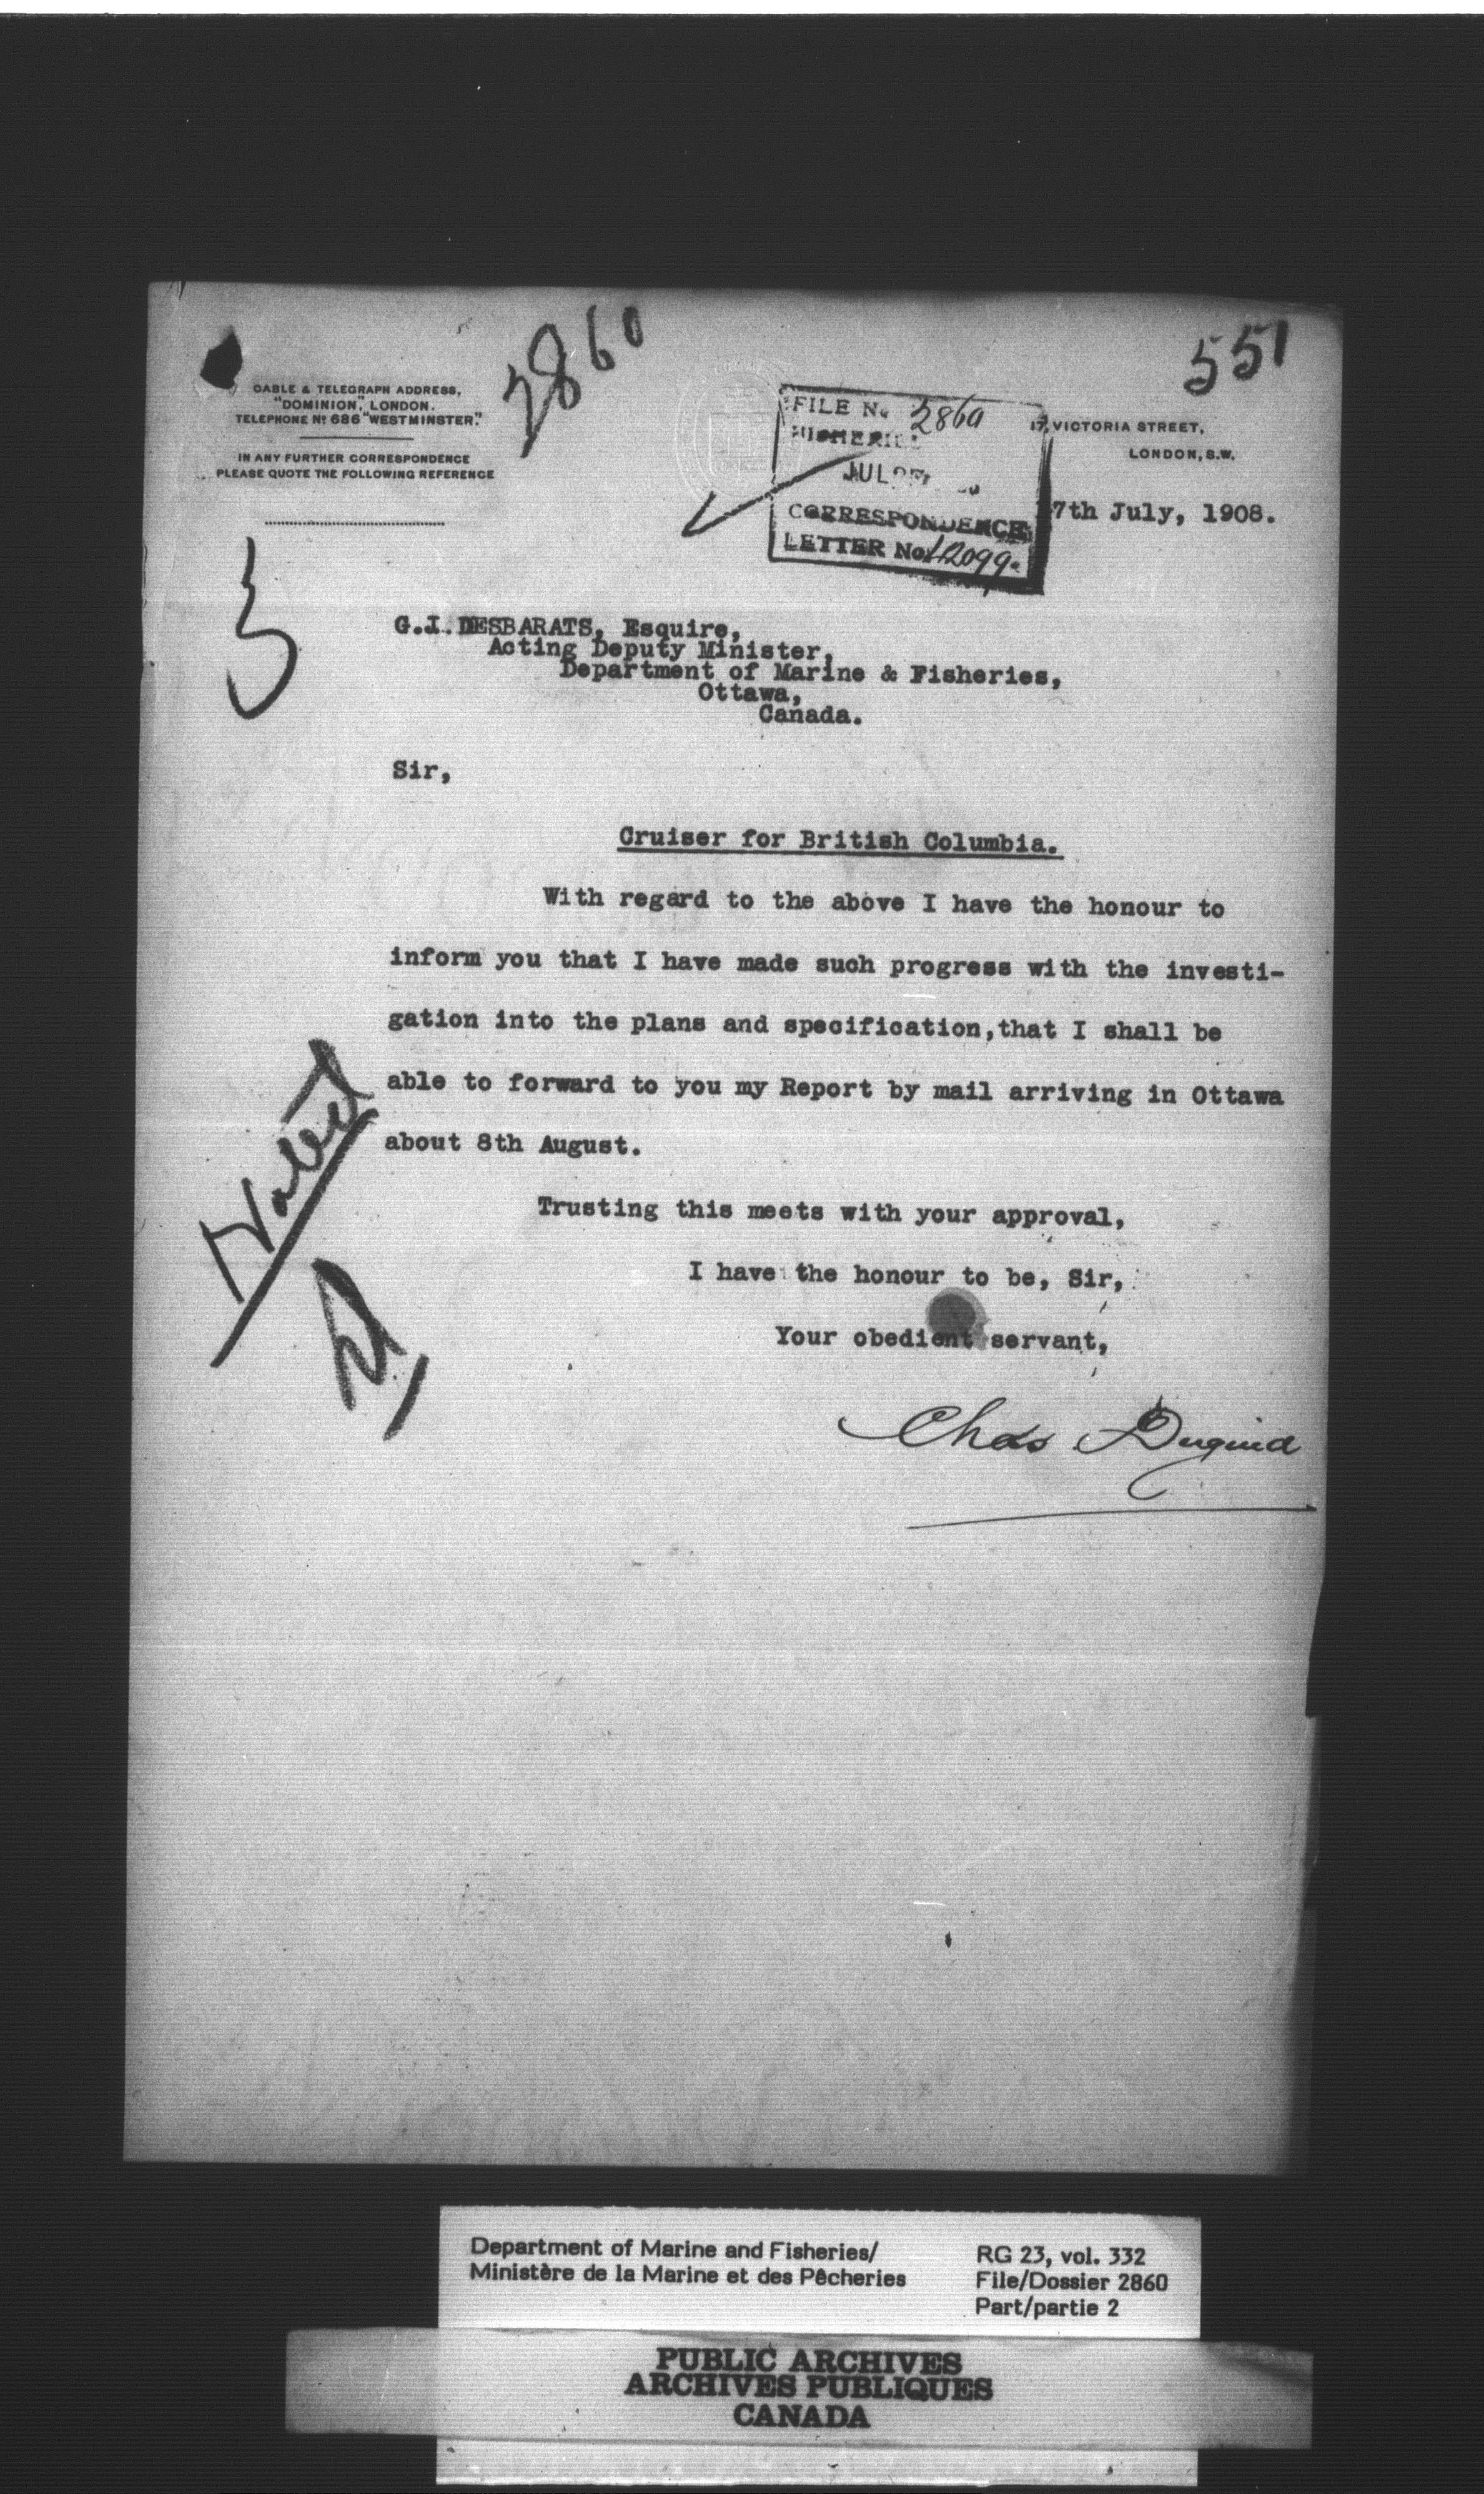 2860
551
CABLE & TELEGRAPH ADDRESS,
"DOMINION", LONDON.
TELEPHONE No 686 "WESTMINSTER".
IN ANY FURTHER CORRESPONDENCE
PLEASE QUOTE THE FOLLOWING REFERENCE
FILE No 2860
JUL
CORRESPONDENCE
LETTER No 12099.
17, VICTORIA STREET,
LONDON, S.W.
7th July, 1908.
G.J. DESBARATS, Esquire,
Acting Deputy Minister,
Department of Marine & Fisheries,
Ottawa,
Canada.
Sir,
Cruiser for British Columbia.
With regard to the above I have the honour to
inform you that I have made such progress with the investi-
gation into the plans and specification,that I shall be
able to forward to you my Report by mail arriving in Ottawa
about 8th August.
Noted
Trusting this meets with your approval,
I have the honour to be, Sir,
Your obedient servant,
Chas Duguid
Department of Marine and Fisheries/
Ministère de la Marine et des Pêcheries
RG 23, vol. 332
File/Dossier 2860
Part/partie 2
PUBLIC ARCHIVES
ARCHIVES PUBLIQUES
CANADA